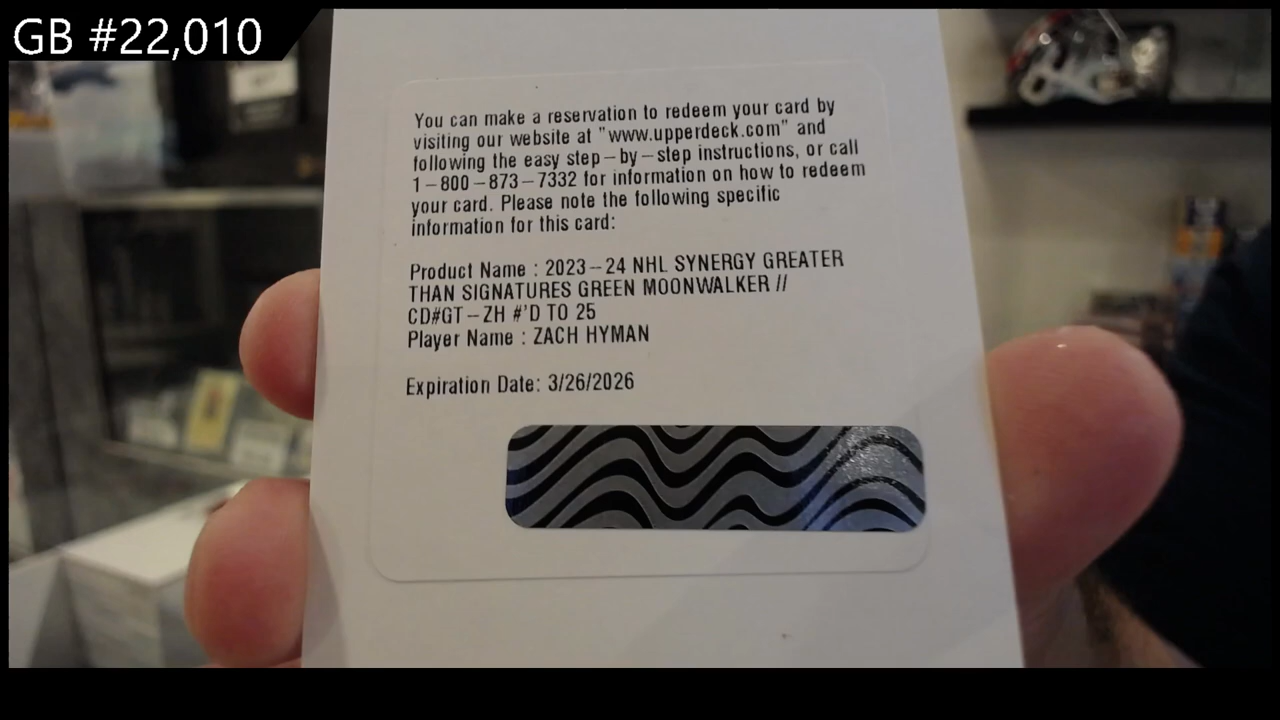 GB #22,010
You can make a reservation to redeem your card by
visiting our website at "www.upperdeck.com" and
following the easy step-by-step instructions, or call
1-800-873-7332 for information on how to redeem
your card. Please note the following specific
information for this card:
Product Name : 2023-24 NHL SYNERGY GREATER
THAN SIGNATURES GREEN MOONWALKER //
CD#GT-ZH #'D TO 25
Player Name : ZACH HYMAN
Expiration Date: 3/26/2026